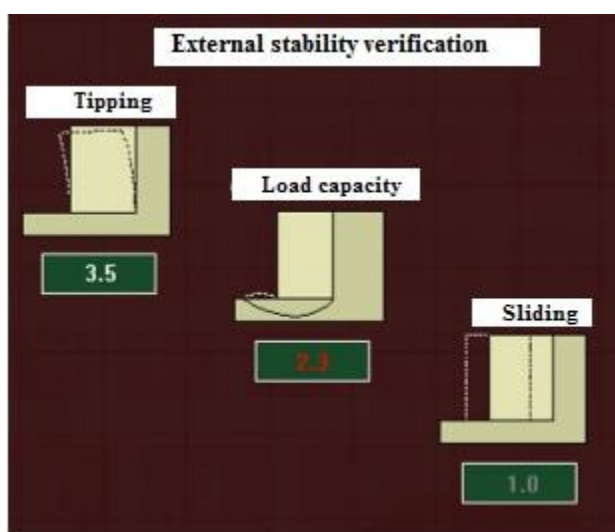 External stability verification
Tipping
3.5
Load capacity
2.3
Sliding
1.0